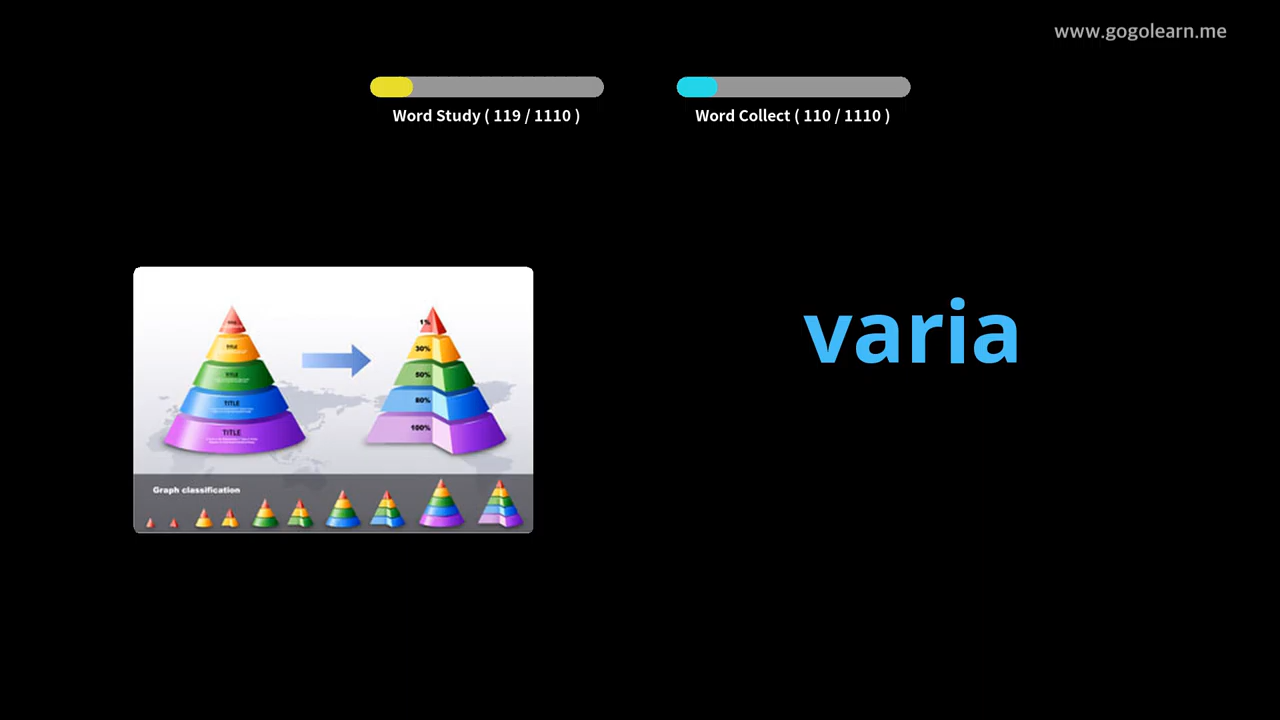 www.gogolearn.me
Word Study ( 119 / 1110 )
Word Collect ( 110 / 1110 )
varia
TITLE
TITLE
TITLE
TITLE
1%
30%
50%
80%
100%
Graph classification